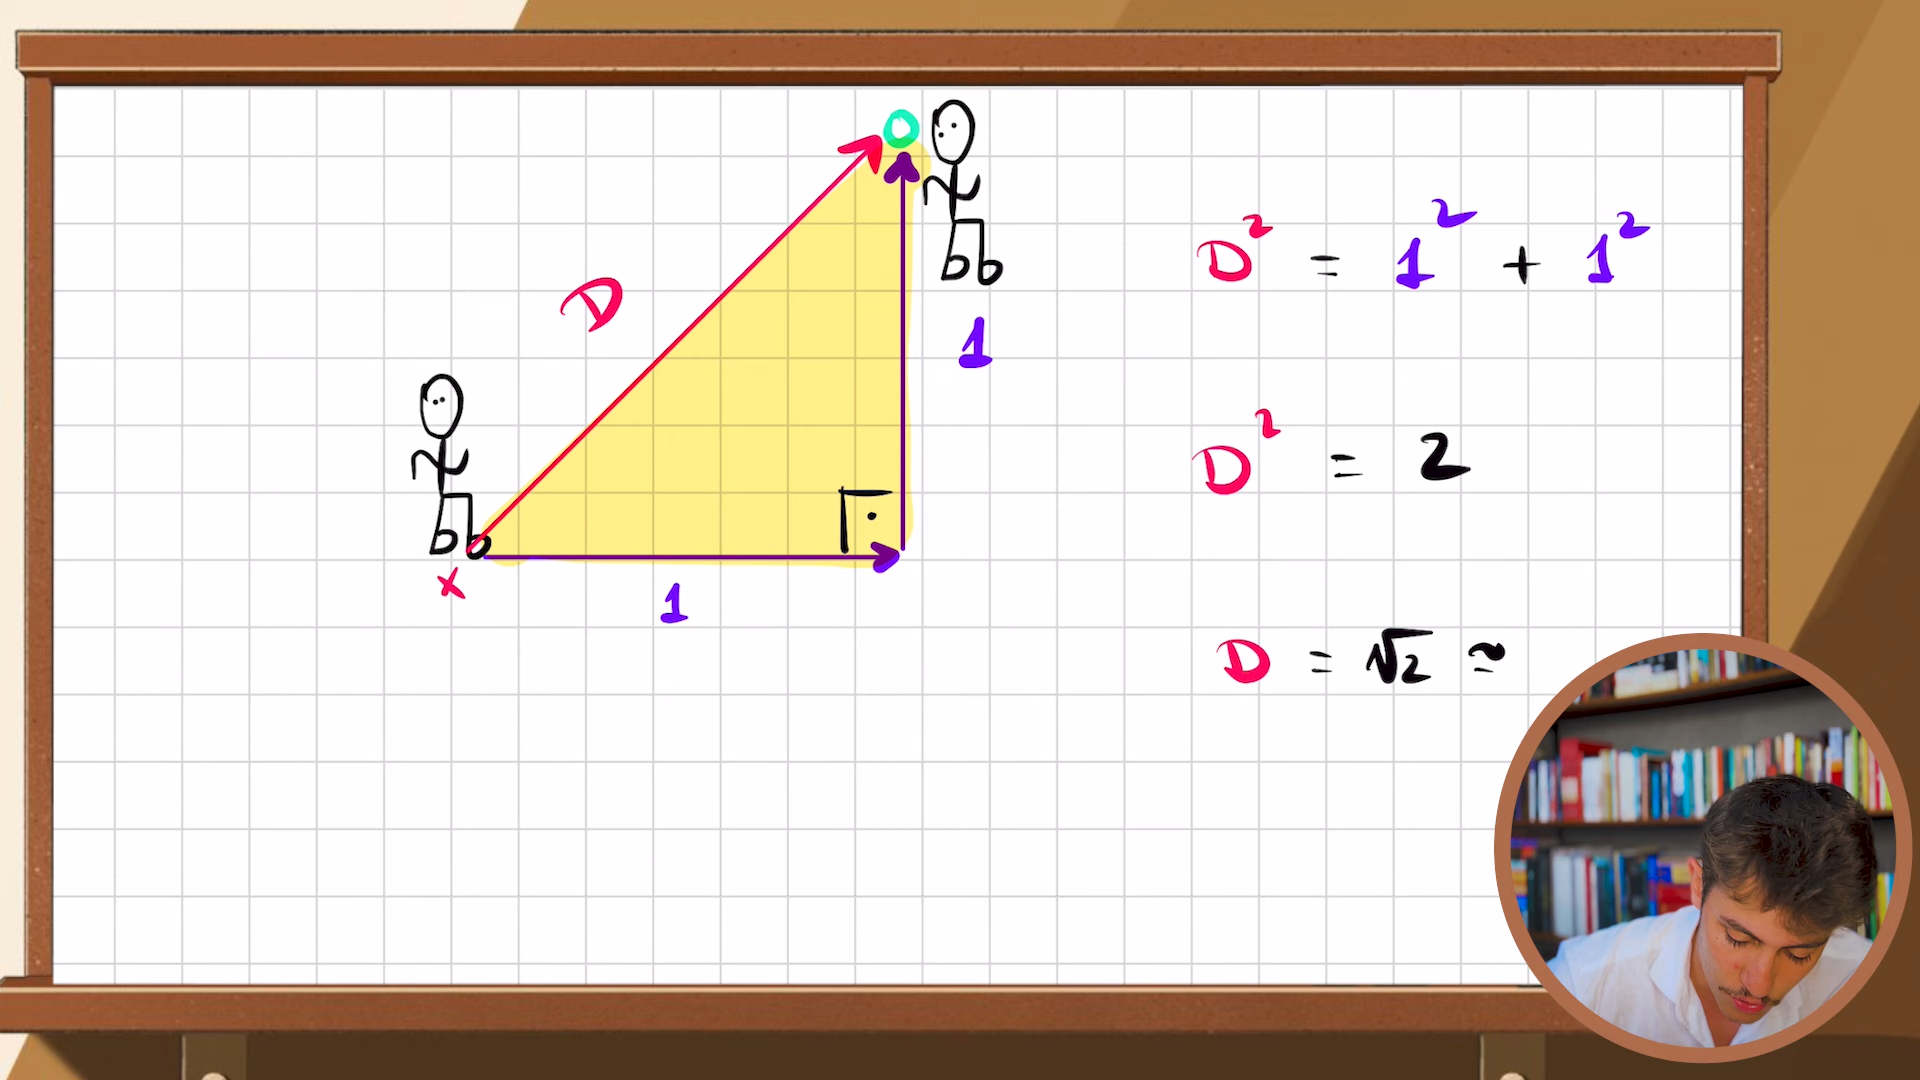 D
1
x
1
D² = 1² + 1²
D² = 2
D = √2 ≅